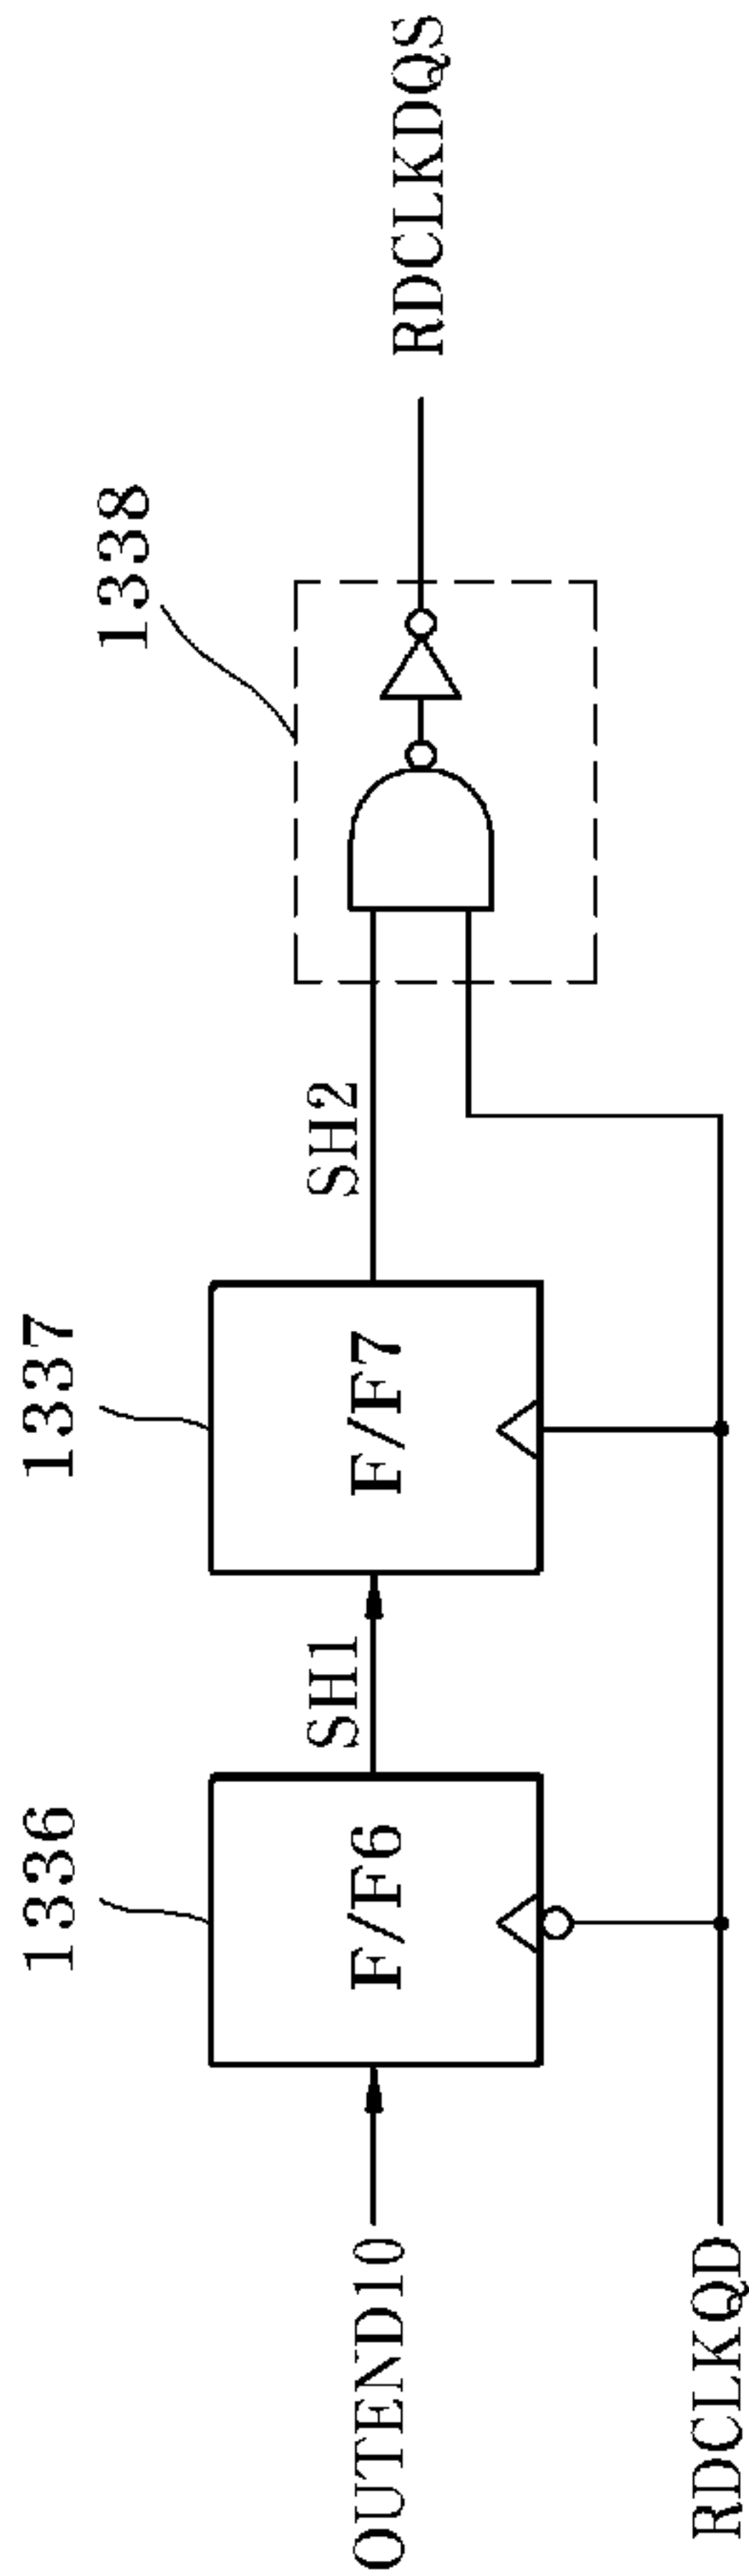 1336
1337
1338
OUTEND10
F/F6
SH1
F/F7
SH2
RDCLKDQS
RDCLKQD